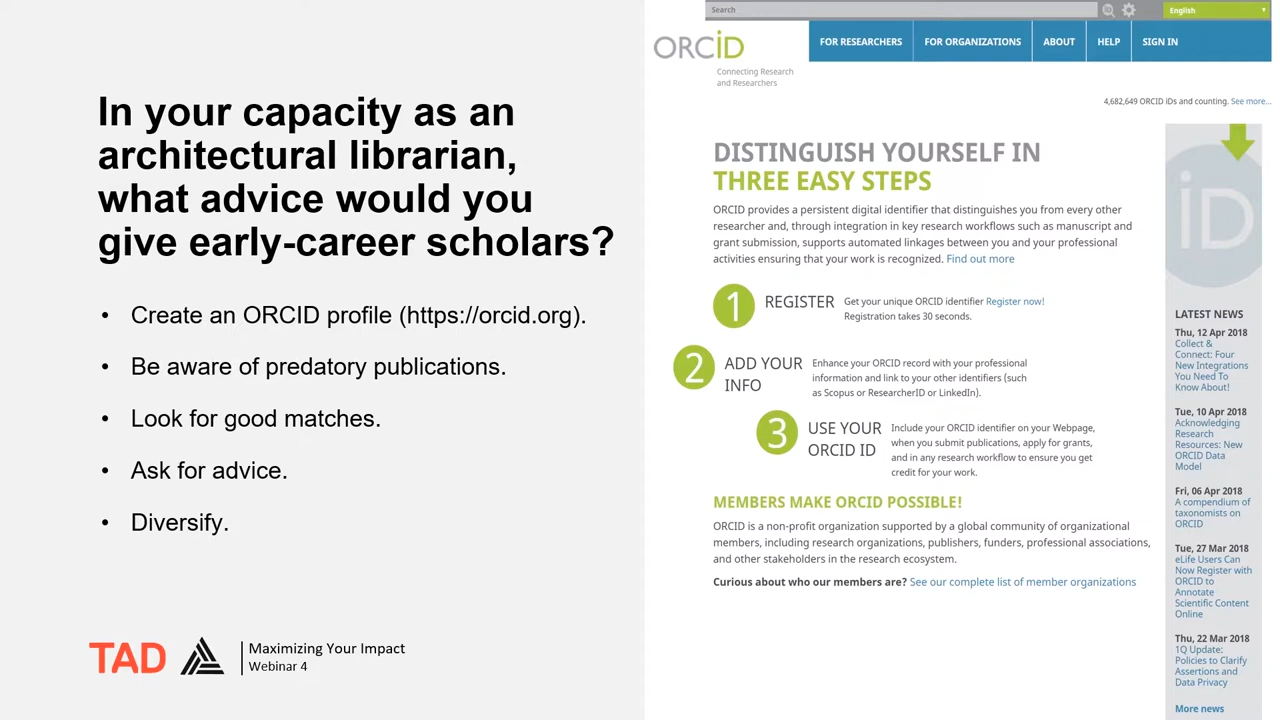 In your capacity as an
architectural librarian,
what advice would you
give early-career scholars?
• Create an ORCID profile (https://orcid.org).
• Be aware of predatory publications.
• Look for good matches.
• Ask for advice.
• Diversify.
TAD
Maximizing Your Impact
Webinar 4
Search
English
ORCiD
Connecting Research
and Researchers
FOR RESEARCHERS
FOR ORGANIZATIONS
ABOUT
HELP
SIGN IN
4,682,649 ORCID iDs and counting. See more...
DISTINGUISH YOURSELF IN
THREE EASY STEPS
ORCID provides a persistent digital identifier that distinguishes you from every other
researcher and, through integration in key research workflows such as manuscript and
grant submission, supports automated linkages between you and your professional
activities ensuring that your work is recognized. Find out more
1 REGISTER
Get your unique ORCID identifier Register now!
Registration takes 30 seconds.
2 ADD YOUR
INFO
Enhance your ORCID record with your professional
information and link to your other identifiers (such
as Scopus or ResearcherID or LinkedIn).
3 USE YOUR
ORCID ID
Include your ORCID identifier on your Webpage,
when you submit publications, apply for grants,
and in any research workflow to ensure you get
credit for your work.
MEMBERS MAKE ORCID POSSIBLE!
ORCID is a non-profit organization supported by a global community of organizational
members, including research organizations, publishers, funders, professional associations,
and other stakeholders in the research ecosystem.
Curious about who our members are? See our complete list of member organizations
iD
LATEST NEWS
Thu, 12 Apr 2018
Collect &
Connect: Four
New Integrations
You Need To
Know About!
Tue, 10 Apr 2018
Acknowledging
Research
Resources: New
ORCID Data
Model
Fri, 06 Apr 2018
A compendium of
taxonomists on
ORCID
Tue, 27 Mar 2018
eLife Users Can
Now Register with
ORCID to
Annotate
Scientific Content
Online
Thu, 22 Mar 2018
1Q Update:
Policies to Clarify
Assertions and
Data Privacy
More news